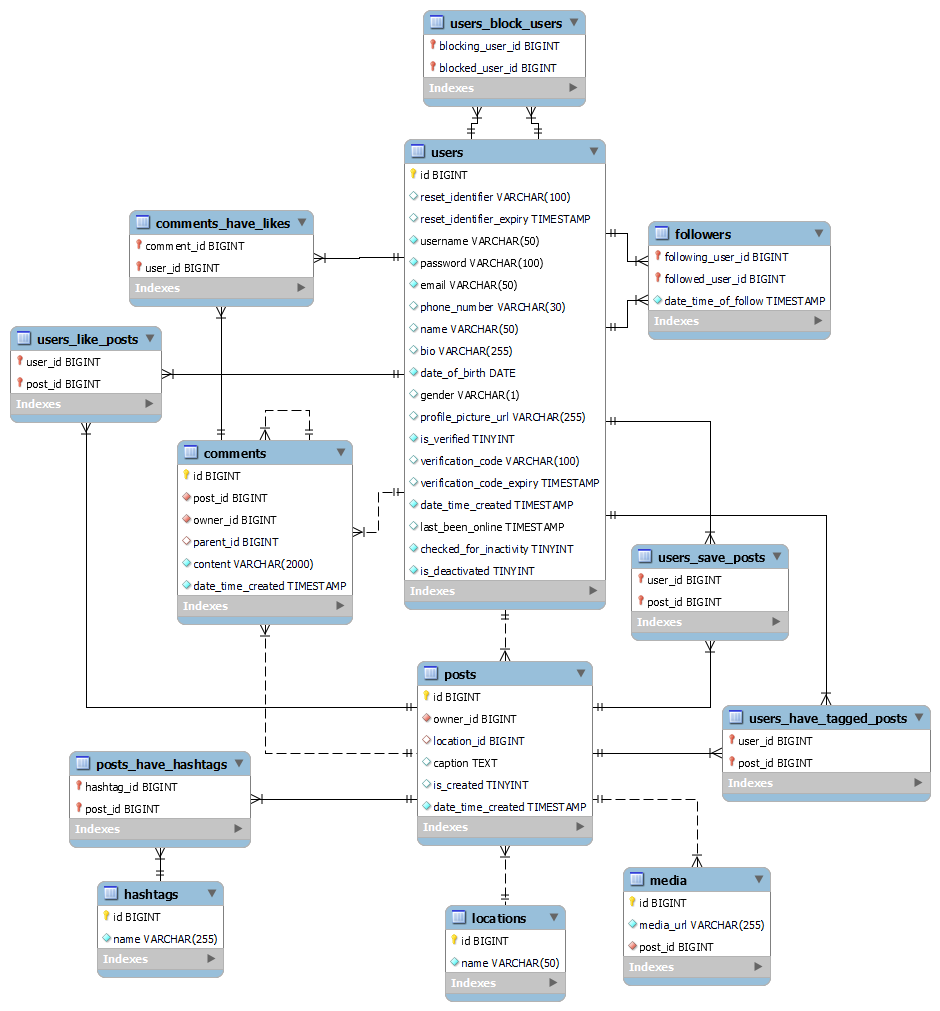 users_block_users
blocking_user_id BIGINT
blocked_user_id BIGINT
Indexes
users
id BIGINT
reset_identifier VARCHAR(100)
reset_identifier_expiry TIMESTAMP
username VARCHAR(50)
password VARCHAR(100)
email VARCHAR(50)
phone_number VARCHAR(30)
name VARCHAR(50)
bio VARCHAR(255)
date_of_birth DATE
gender VARCHAR(1)
profile_picture_url VARCHAR(255)
is_verified TINYINT
verification_code VARCHAR(100)
verification_code_expiry TIMESTAMP
date_time_created TIMESTAMP
last_been_online TIMESTAMP
checked_for_inactivity TINYINT
is_deactivated TINYINT
Indexes
comments_have_likes
comment_id BIGINT
user_id BIGINT
Indexes
followers
following_user_id BIGINT
followed_user_id BIGINT
date_time_of_follow TIMESTAMP
Indexes
users_like_posts
user_id BIGINT
post_id BIGINT
Indexes
comments
id BIGINT
post_id BIGINT
owner_id BIGINT
parent_id BIGINT
content VARCHAR(2000)
date_time_created TIMESTAMP
Indexes
users_save_posts
user_id BIGINT
post_id BIGINT
Indexes
posts
id BIGINT
owner_id BIGINT
location_id BIGINT
caption TEXT
is_created TINYINT
date_time_created TIMESTAMP
Indexes
users_have_tagged_posts
user_id BIGINT
post_id BIGINT
Indexes
posts_have_hashtags
hashtag_id BIGINT
post_id BIGINT
Indexes
hashtags
id BIGINT
name VARCHAR(255)
Indexes
locations
id BIGINT
name VARCHAR(50)
Indexes
media
id BIGINT
media_url VARCHAR(255)
post_id BIGINT
Indexes